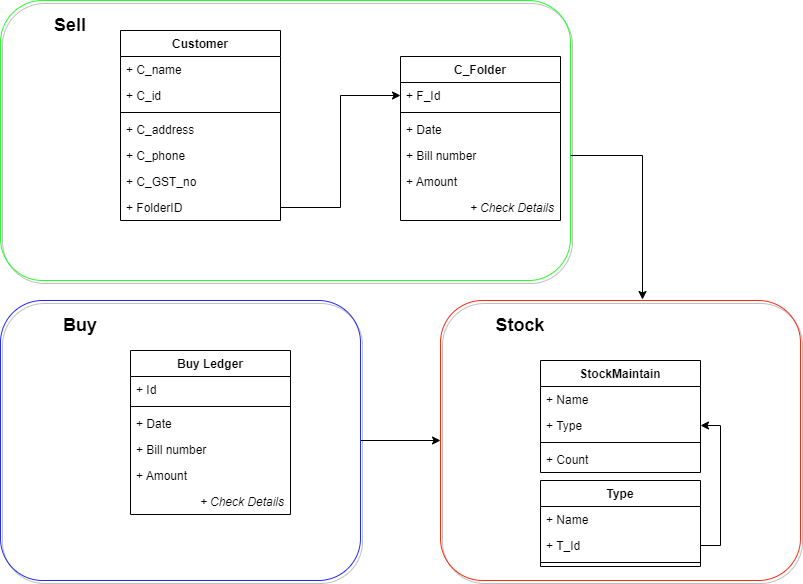 Sell
Customer
+ C_name
+ C_id
+ C_address
+ C_phone
+ C_GST_no
+ FolderID
C_Folder
+ F_Id
+ Date
+ Bill number
+ Amount
+ Check Details
Buy
Buy Ledger
+ Id
+ Date
+ Bill number
+ Amount
+ Check Details
Stock
StockMaintain
+ Name
+ Type
+ Count
Type
+ Name
+ T_Id